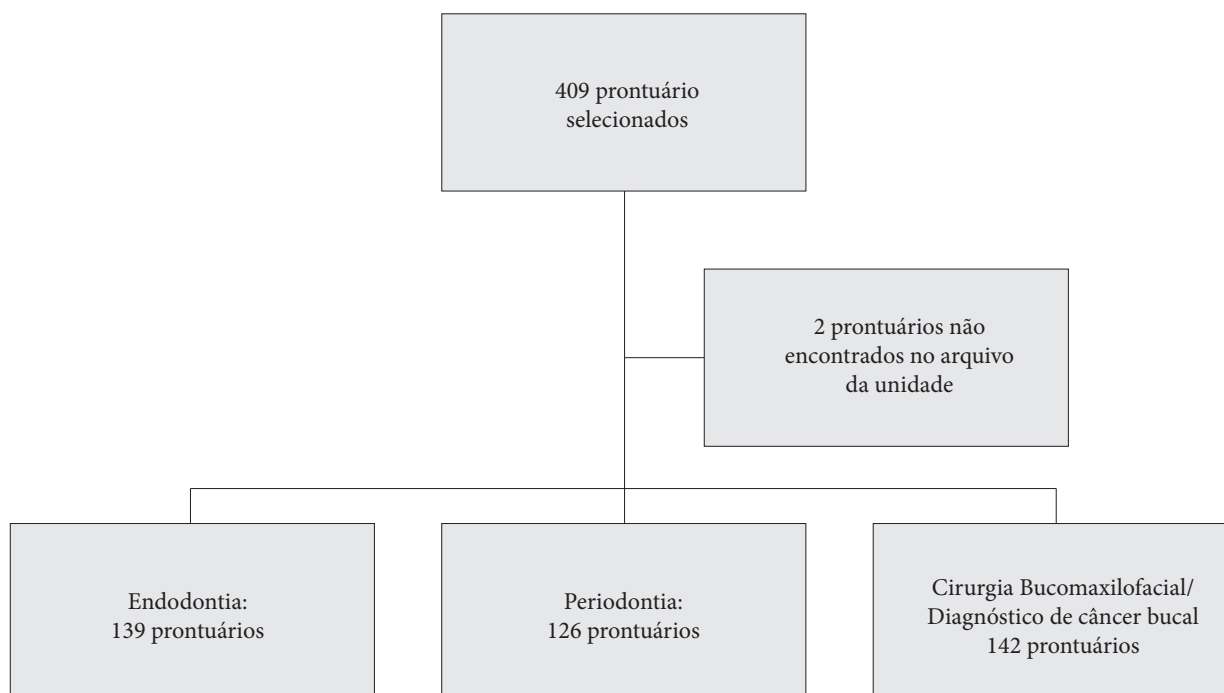 409 prontuário
selecionados
2 prontuários não
encontrados no arquivo
da unidade
Endodontia:
139 prontuários
Periodontia:
126 prontuários
Cirurgia Bucomaxilofacial/
Diagnóstico de câncer bucal
142 prontuários